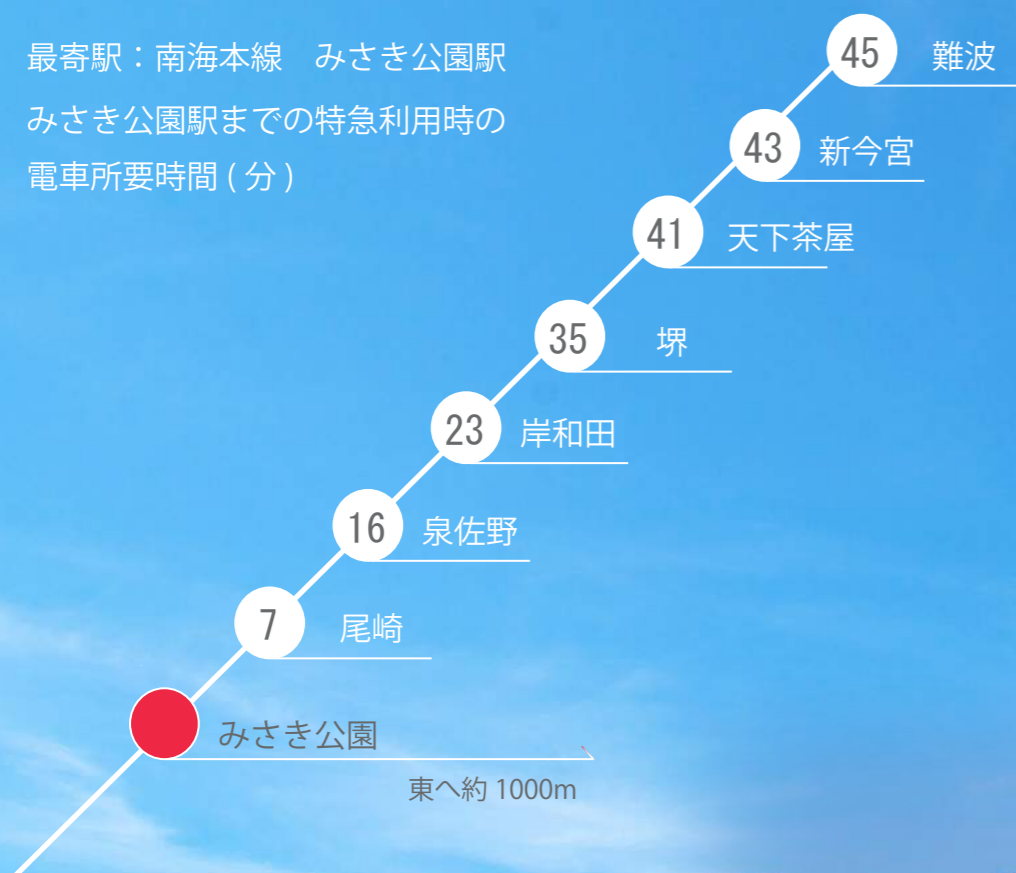 最寄駅：南海本線　みさき公園駅
みさき公園駅までの特急利用時の
電車所要時間 ( 分 )
45 難波
43 新今宮
41 天下茶屋
35 堺
23 岸和田
16 泉佐野
7 尾崎
みさき公園
東へ約 1000m